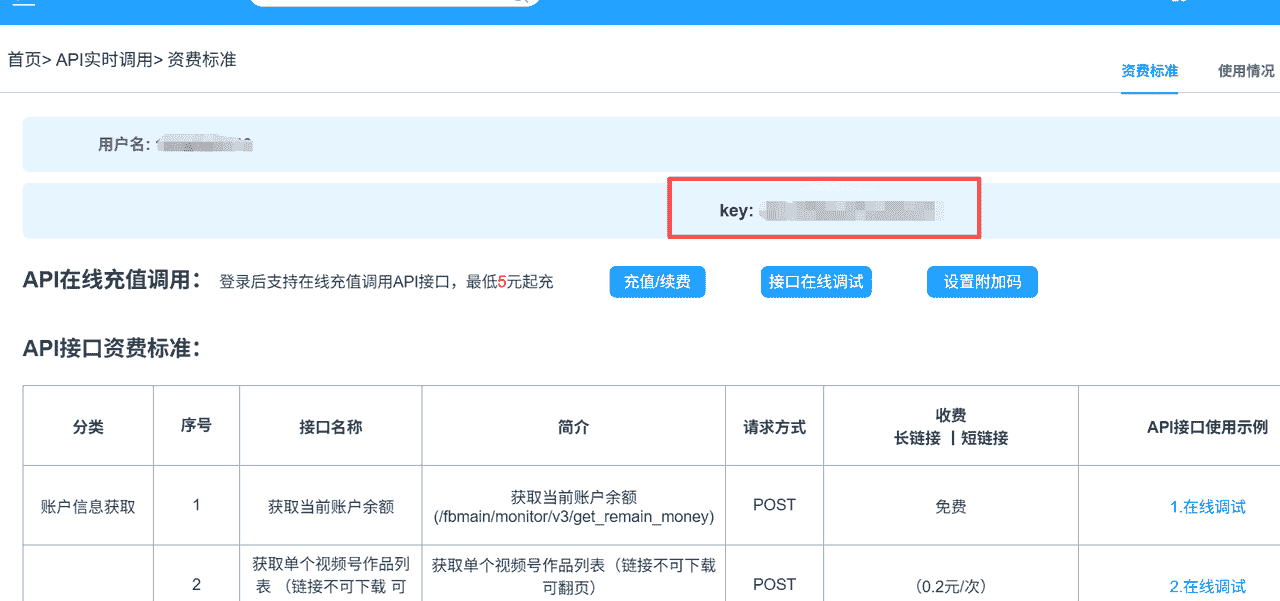 首页> API实时调用> 资费标准
资费标准
使用情况
用户名:
key:
API在线充值调用：
登录后支持在线充值调用API接口，最低5元起充
充值/续费
接口在线调试
设置附加码
API接口资费标准：
分类
序号
接口名称
简介
请求方式
收费
长链接 | 短链接
API接口使用示例
账户信息获取
1
获取当前账户余额
获取当前账户余额
(/fbmain/monitor/v3/get_remain_money)
POST
免费
1.在线调试
2
获取单个视频号作品列
表 （链接不可下载 可
获取单个视频号作品列表（链接不可下载
可翻页）
POST
（0.2元/次）
2.在线调试